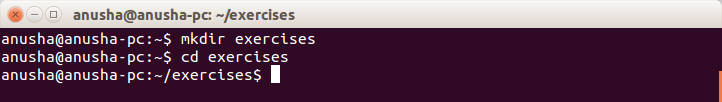 anusha@anusha-pc: ~/exercises
anusha@anusha-pc:~$ mkdir exercises
anusha@anusha-pc:~$ cd exercises
anusha@anusha-pc:~/exercises$